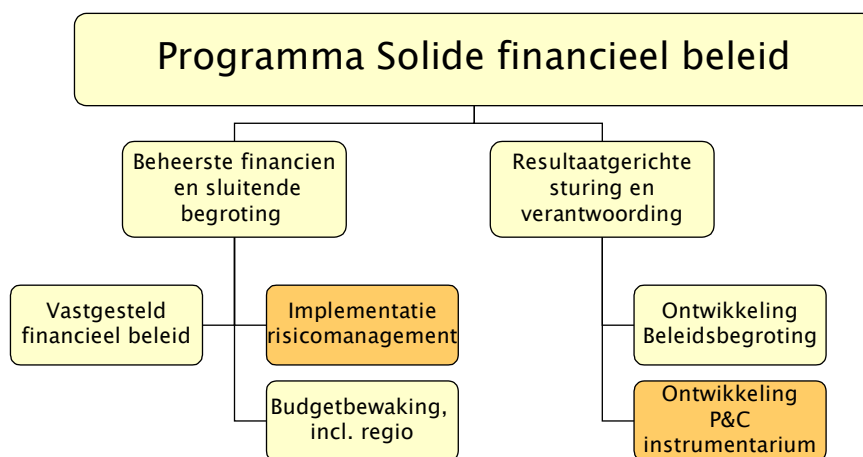 Programma Solide financieel beleid
Beheerste financien
en sluitende
begroting
Resultaatgerichte
sturing en
verantwoording
Vastgesteld
financieel beleid
Implementatie
risicomanagement
Ontwikkeling
Beleidsbegroting
Budgetbewaking,
incl. regio
Ontwikkeling
P&C
instrumentarium